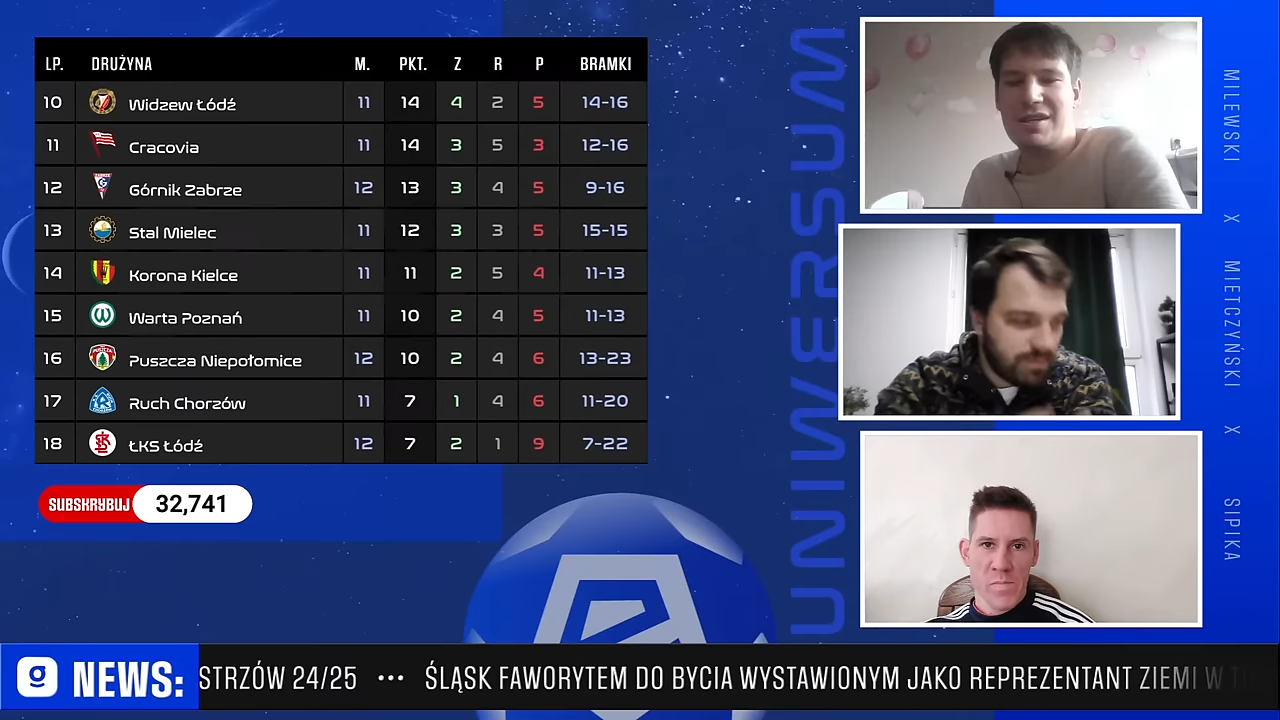 LP. DRUŻYNA M. PKT. Z R P BRAMKI
10 Widzew Łódź 11 14 4 2 5 14-16
11 Cracovia 11 14 3 5 3 12-16
12 Górnik Zabrze 12 13 3 4 5 9-16
13 Stal Mielec 11 12 3 3 5 15-15
14 Korona Kielce 11 11 2 5 4 11-13
15 Warta Poznań 11 10 2 4 5 11-13
16 Puszcza Niepołomice 12 10 2 4 6 13-23
17 Ruch Chorzów 11 7 1 4 6 11-20
18 ŁKS Łódź 12 7 2 1 9 7-22
SUBSKRYBUJ 32,741
UNIWERSUM
MILEWSKI X MIETCZYŃSKI X SIPIKA
g NEWS: STRZÓW 24/25 ••• ŚLĄSK FAWORYTEM DO BYCIA WYSTAWIONYM JAKO REPREZENTANT ZIEMI W